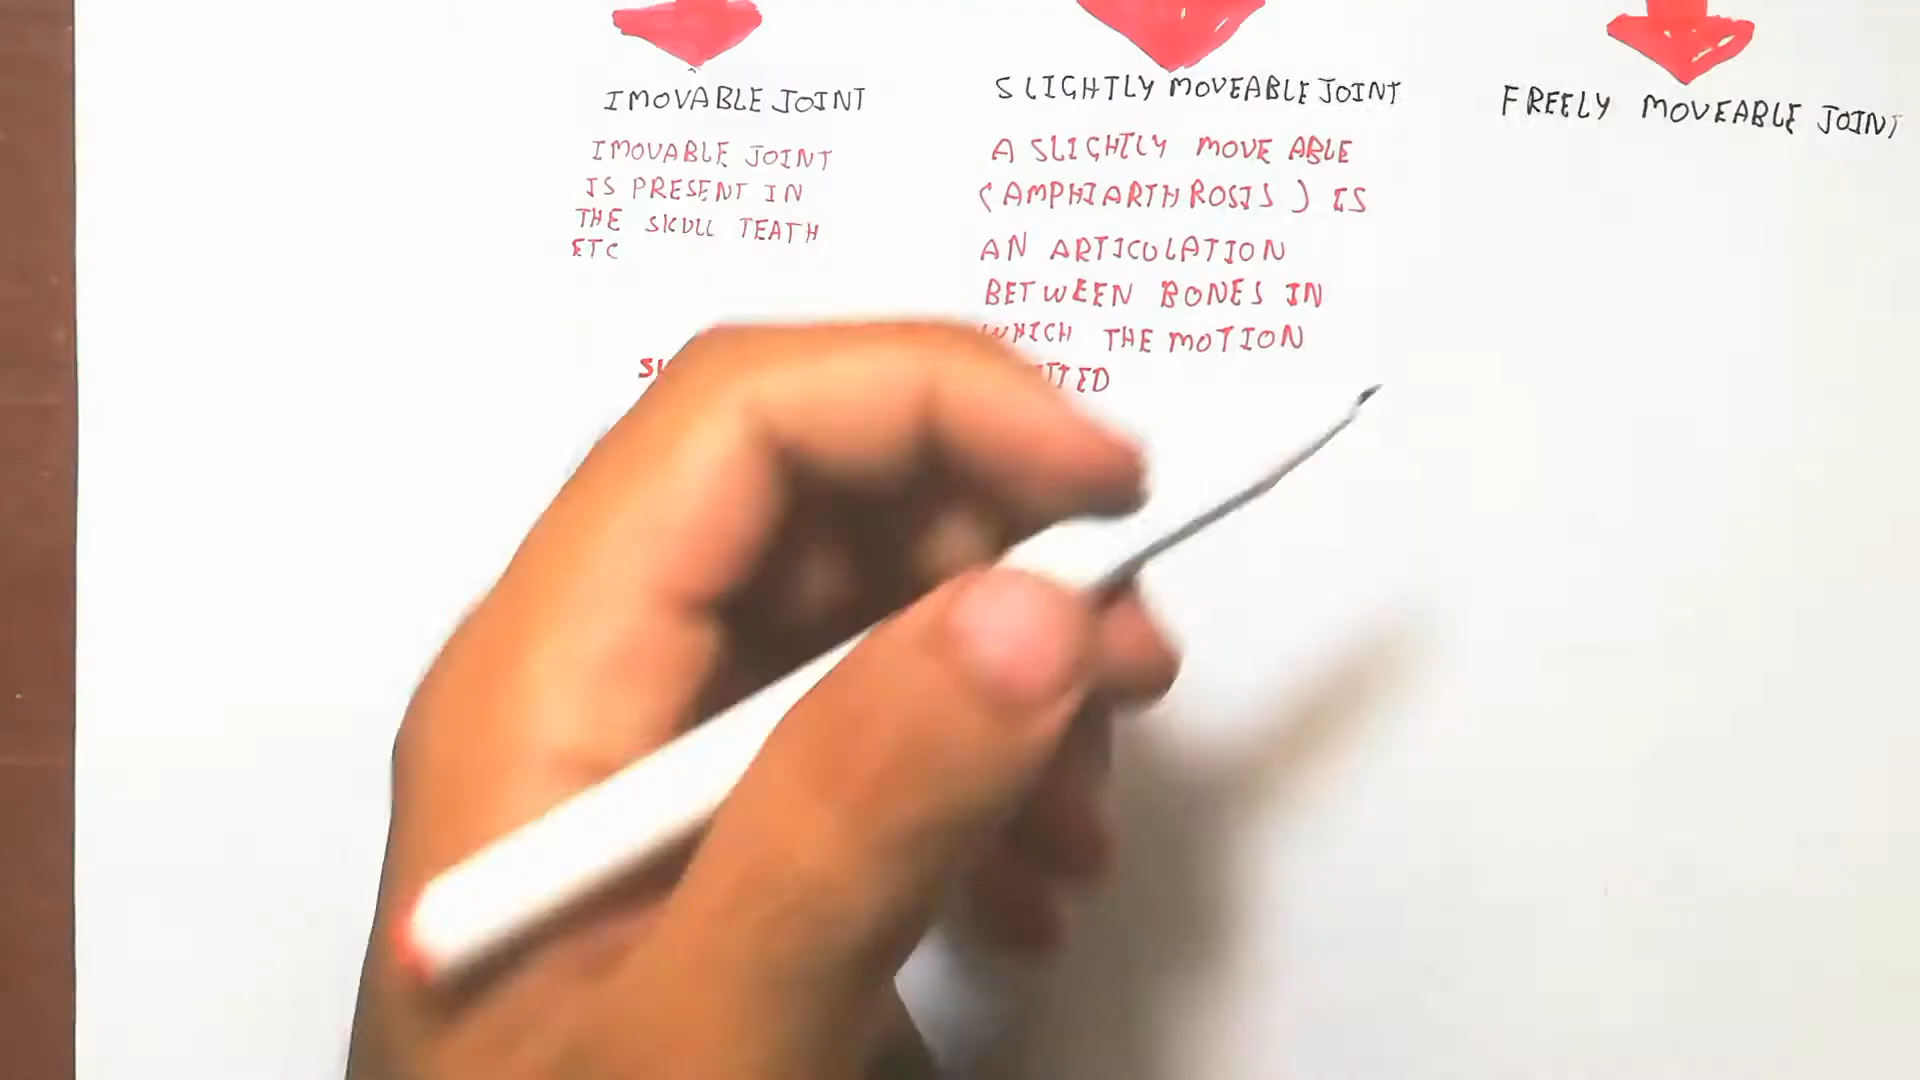 IMOVABLE JOINT
IMOVABLE JOINT
IS PRESENT IN
THE SKULL TEATH
ETC
SLIGHTLY MOVEABLE JOINT
A SLIGHTLY MOVE ABLE
(AMPHIARTHROSIS) IS
AN ARTICULATION
BETWEEN BONES IN
WHICH THE MOTION
FREELY MOVEABLE JOINT